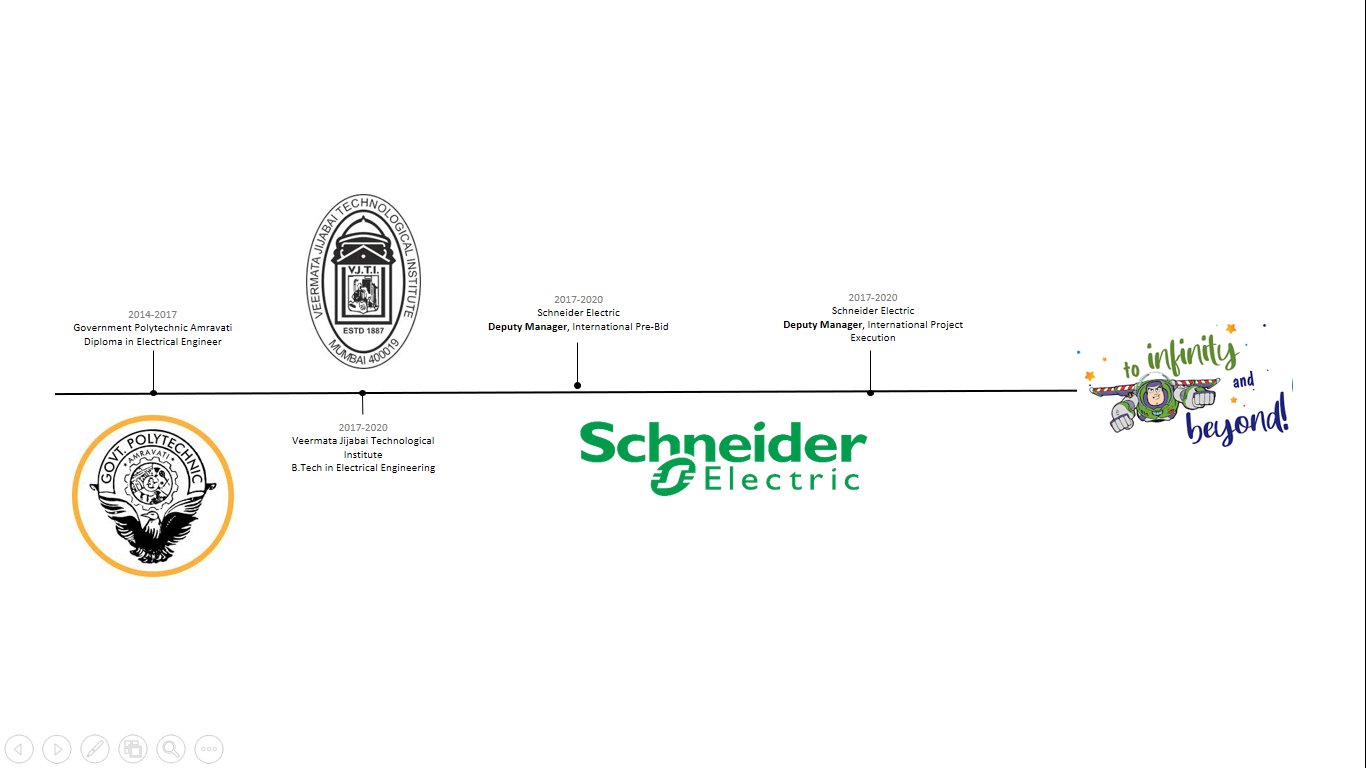 2014-2017
Government Polytechnic Amravati
Diploma in Electrical Engineer
GOVT. POLYTECHNIC
AMRAVATI
VEERMATA JIJABAI TECHNOLOGICAL INSTITUTE
V.J.T.I.
ESTD 1887
MUMBAI 400019
2017-2020
Veermata Jijabai Technological
Institute
B.Tech in Electrical Engineering
2017-2020
Schneider Electric
Deputy Manager, International Pre-Bid
2017-2020
Schneider Electric
Deputy Manager, International Project
Execution
Schneider
Electric
to infinity
and
beyond!